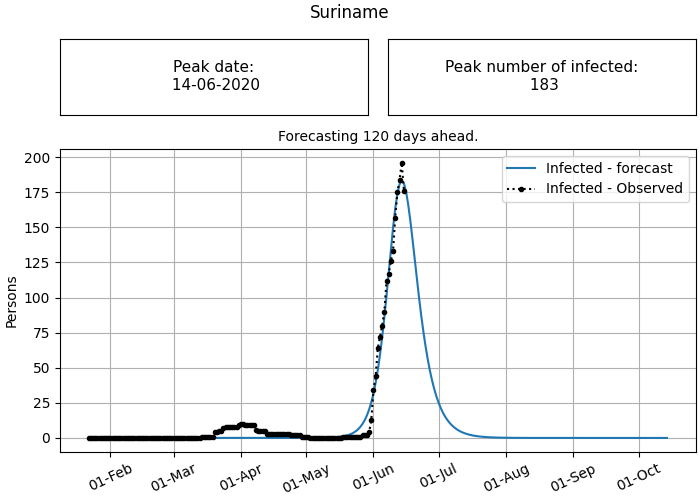 Suriname
Peak date:
14-06-2020
Peak number of infected:
183
Forecasting 120 days ahead.
Infected - forecast
Infected - Observed
Persons
200
175
150
125
100
75
50
25
0
01-Feb
01-Mar
01-Apr
01-May
01-Jun
01-Jul
01-Aug
01-Sep
01-Oct